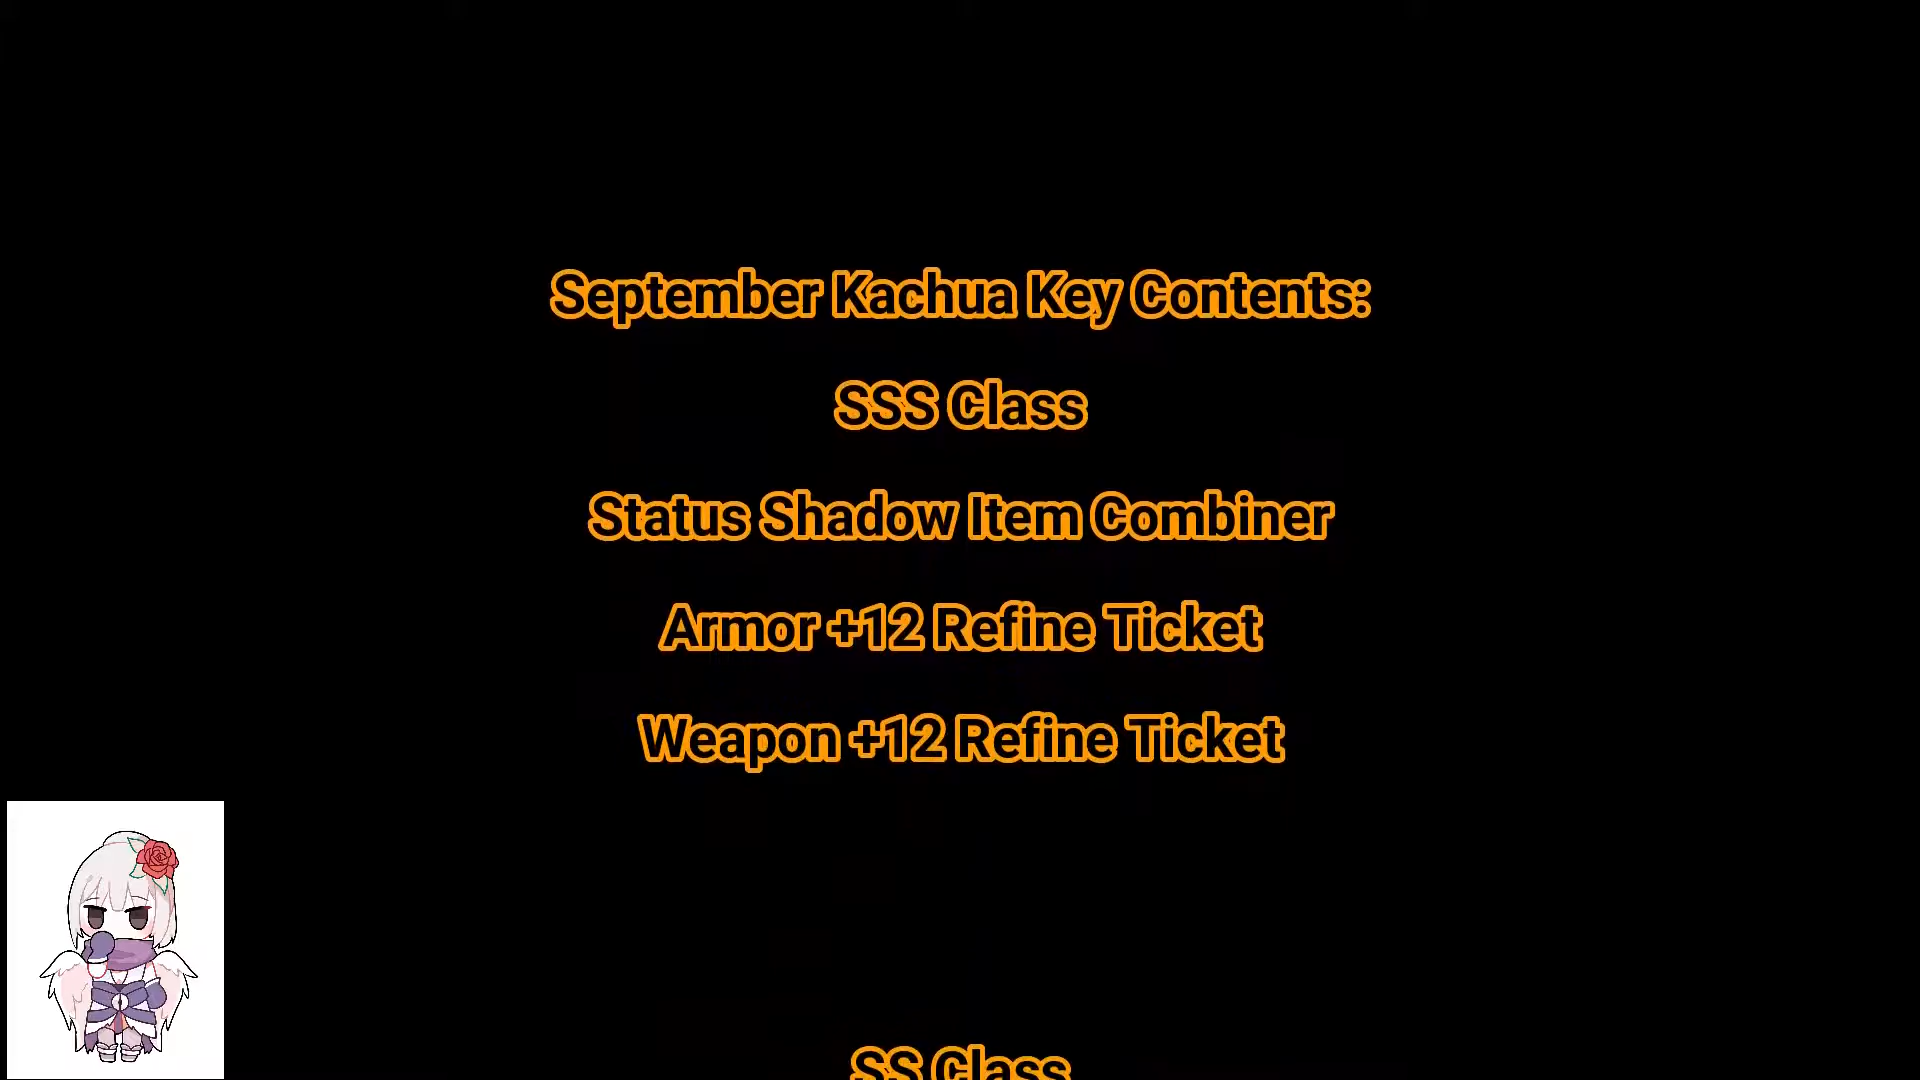 September Kachua Key Contents:
SSS Class
Status Shadow Item Combiner
Armor +12 Refine Ticket
Weapon +12 Refine Ticket
SS Class